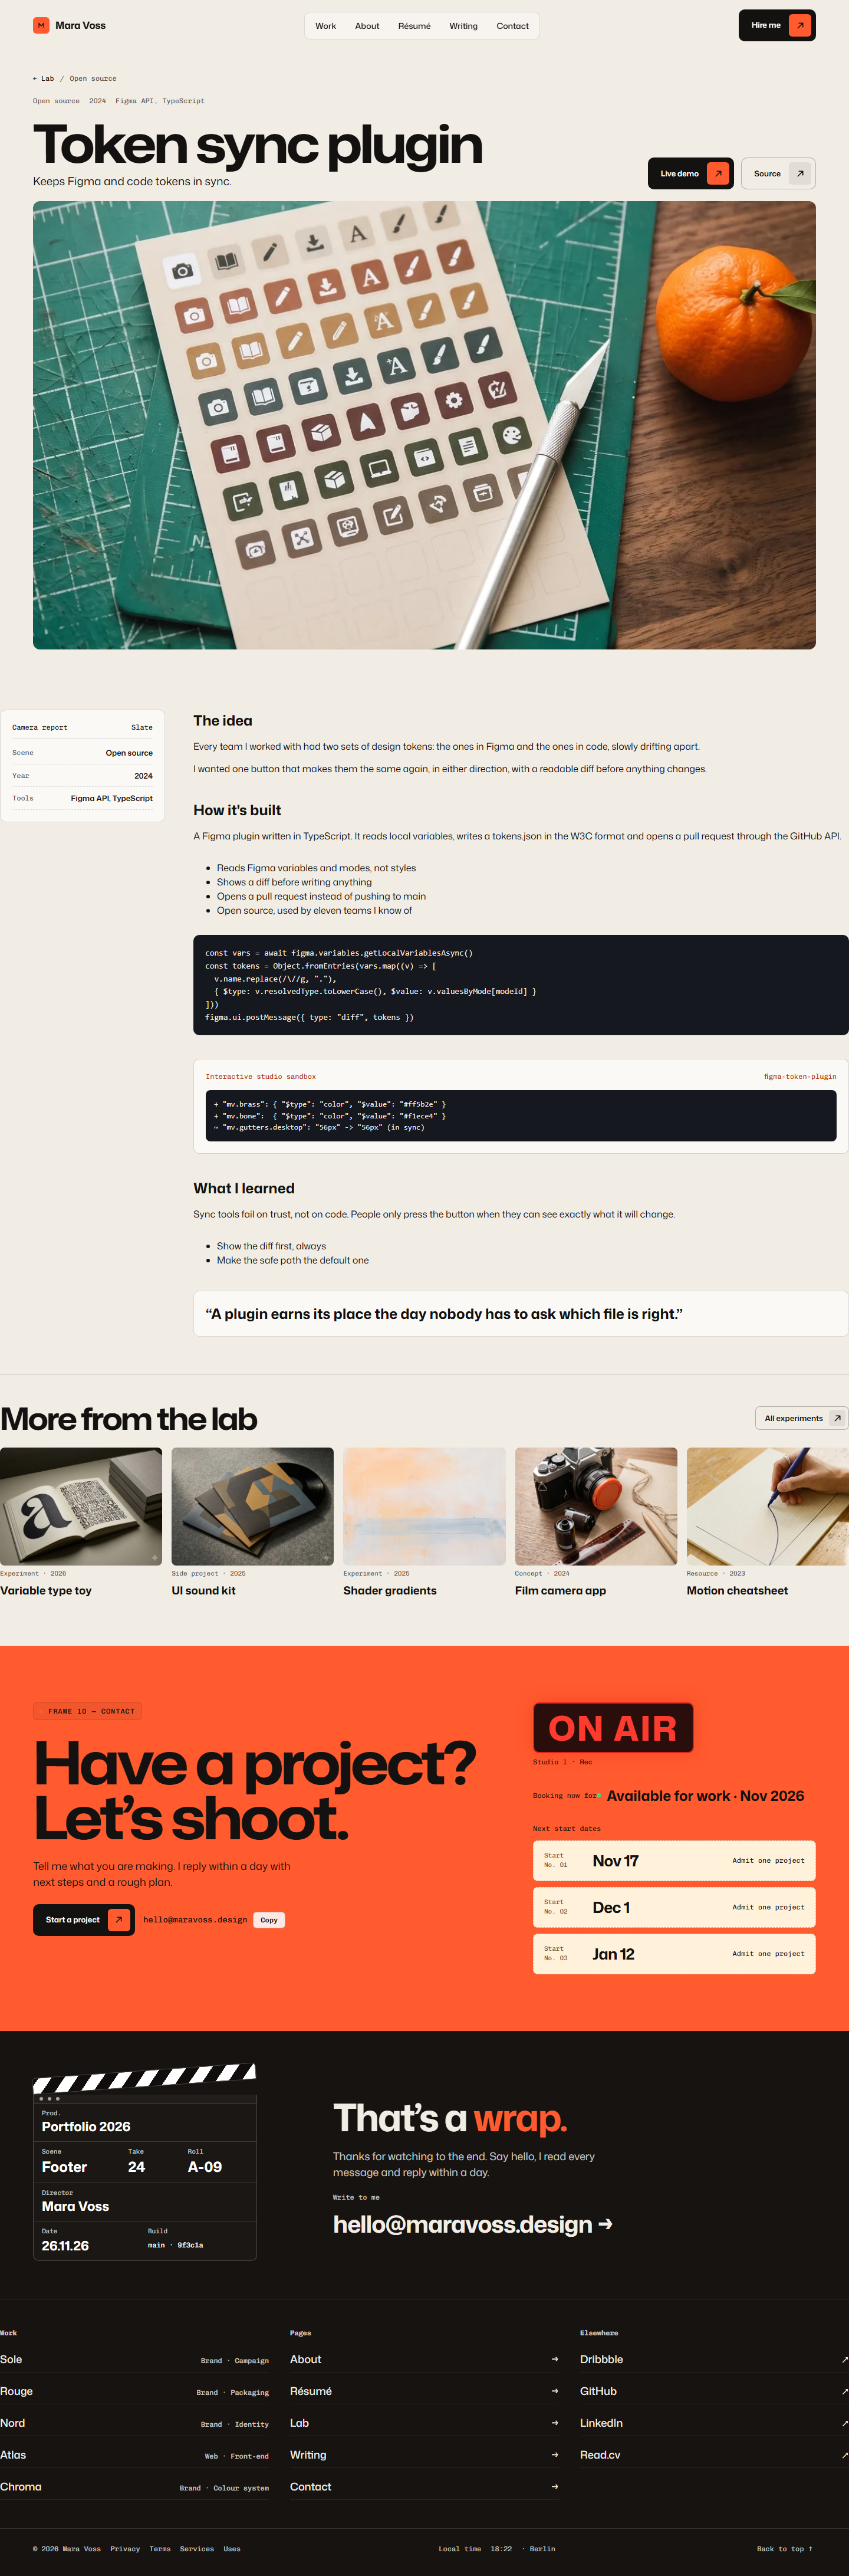 M Mara Voss
Work About Résumé Writing Contact
Hire me
← Lab / Open source
Open source 2024 Figma API, TypeScript
Token sync plugin
Keeps Figma and code tokens in sync.
Live demo
Source
Camera report Slate
Scene Open source
Year 2024
Tools Figma API, TypeScript
The idea
Every team I worked with had two sets of design tokens: the ones in Figma and the ones in code, slowly drifting apart.
I wanted one button that makes them the same again, in either direction, with a readable diff before anything changes.
How it's built
A Figma plugin written in TypeScript. It reads local variables, writes a tokens.json in the W3C format and opens a pull request through the GitHub API.
Reads Figma variables and modes, not styles
Shows a diff before writing anything
Opens a pull request instead of pushing to main
Open source, used by eleven teams I know of
const vars = await figma.variables.getLocalVariablesAsync()
const tokens = Object.fromEntries(vars.map((v) => [
v.name.replace(/\//g, "."),
{ $type: v.resolvedType.toLowerCase(), $value: v.valuesByMode[modeId] }
]))
figma.ui.postMessage({ type: "diff", tokens })
Interactive studio sandbox figma-token-plugin
+ "mv.brass": { "$type": "color", "$value": "#ff5b2e" }
+ "mv.bone": { "$type": "color", "$value": "#f1ece4" }
~ "mv.gutters.desktop": "56px" -> "56px" (in sync)
What I learned
Sync tools fail on trust, not on code. People only press the button when they can see exactly what it will change.
Show the diff first, always
Make the safe path the default one
“A plugin earns its place the day nobody has to ask which file is right.”
More from the lab
All experiments
Experiment · 2026
Variable type toy
Side project · 2025
UI sound kit
Experiment · 2025
Shader gradients
Concept · 2024
Film camera app
Resource · 2023
Motion cheatsheet
FRAME 10 — CONTACT
Have a project?
Let’s shoot.
Tell me what you are making. I reply within a day with
next steps and a rough plan.
Start a project
hello@maravoss.design Copy
ON AIR
Studio 1 · Rec
Booking now for Available for work · Nov 2026
Next start dates
Start
No. 01
Nov 17
Admit one project
Start
No. 02
Dec 1
Admit one project
Start
No. 03
Jan 12
Admit one project
Prod.
Portfolio 2026
Scene Take Roll
Footer 24 A-09
Director
Mara Voss
Date Build
26.11.26 main · 9f3c1a
That’s a wrap.
Thanks for watching to the end. Say hello, I read every
message and reply within a day.
Write to me
hello@maravoss.design →
Work
Sole Brand · Campaign
Rouge Brand · Packaging
Nord Brand · Identity
Atlas Web · Front-end
Chroma Brand · Colour system
Pages
About →
Résumé →
Lab →
Writing →
Contact →
Elsewhere
Dribbble ↗
GitHub ↗
LinkedIn ↗
Read.cv ↗
© 2026 Mara Voss Privacy Terms Services Uses
Local time 18:22 · Berlin
Back to top ↑